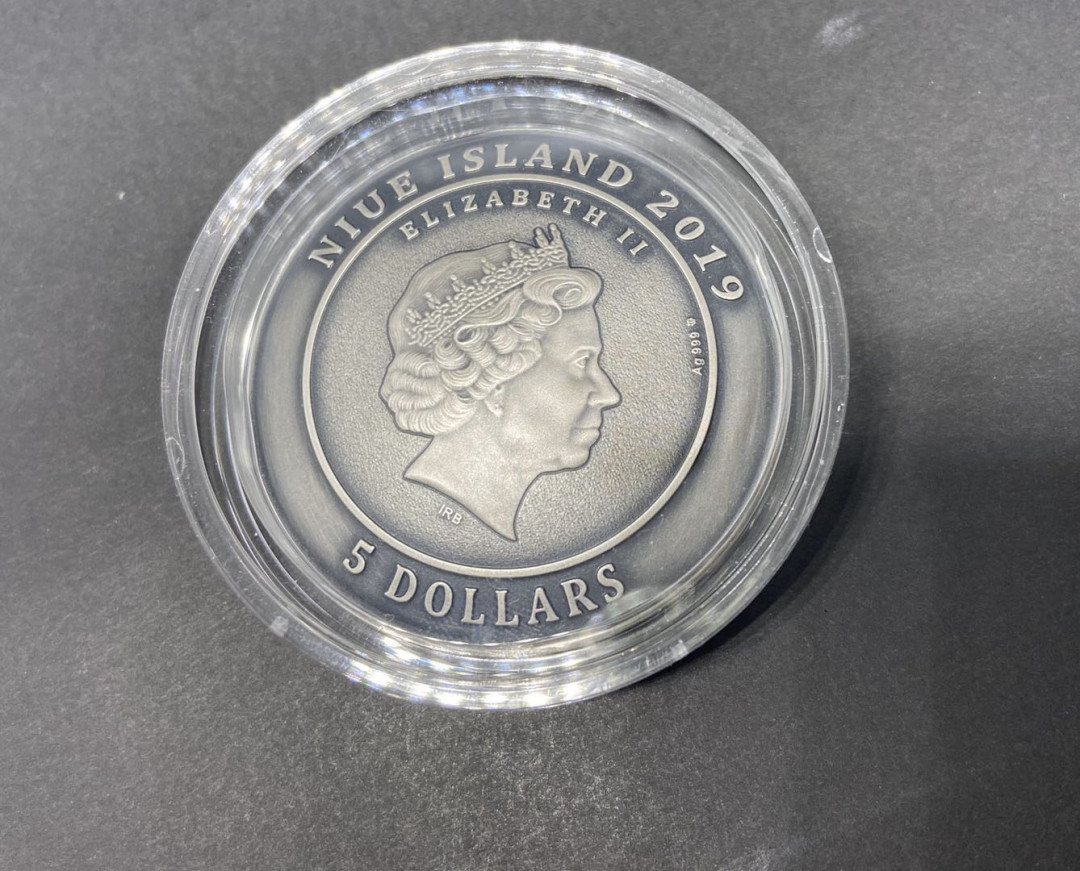 NIUE ISLAND 2019
ELIZABETH II
Ag 999
IRB
5 DOLLARS